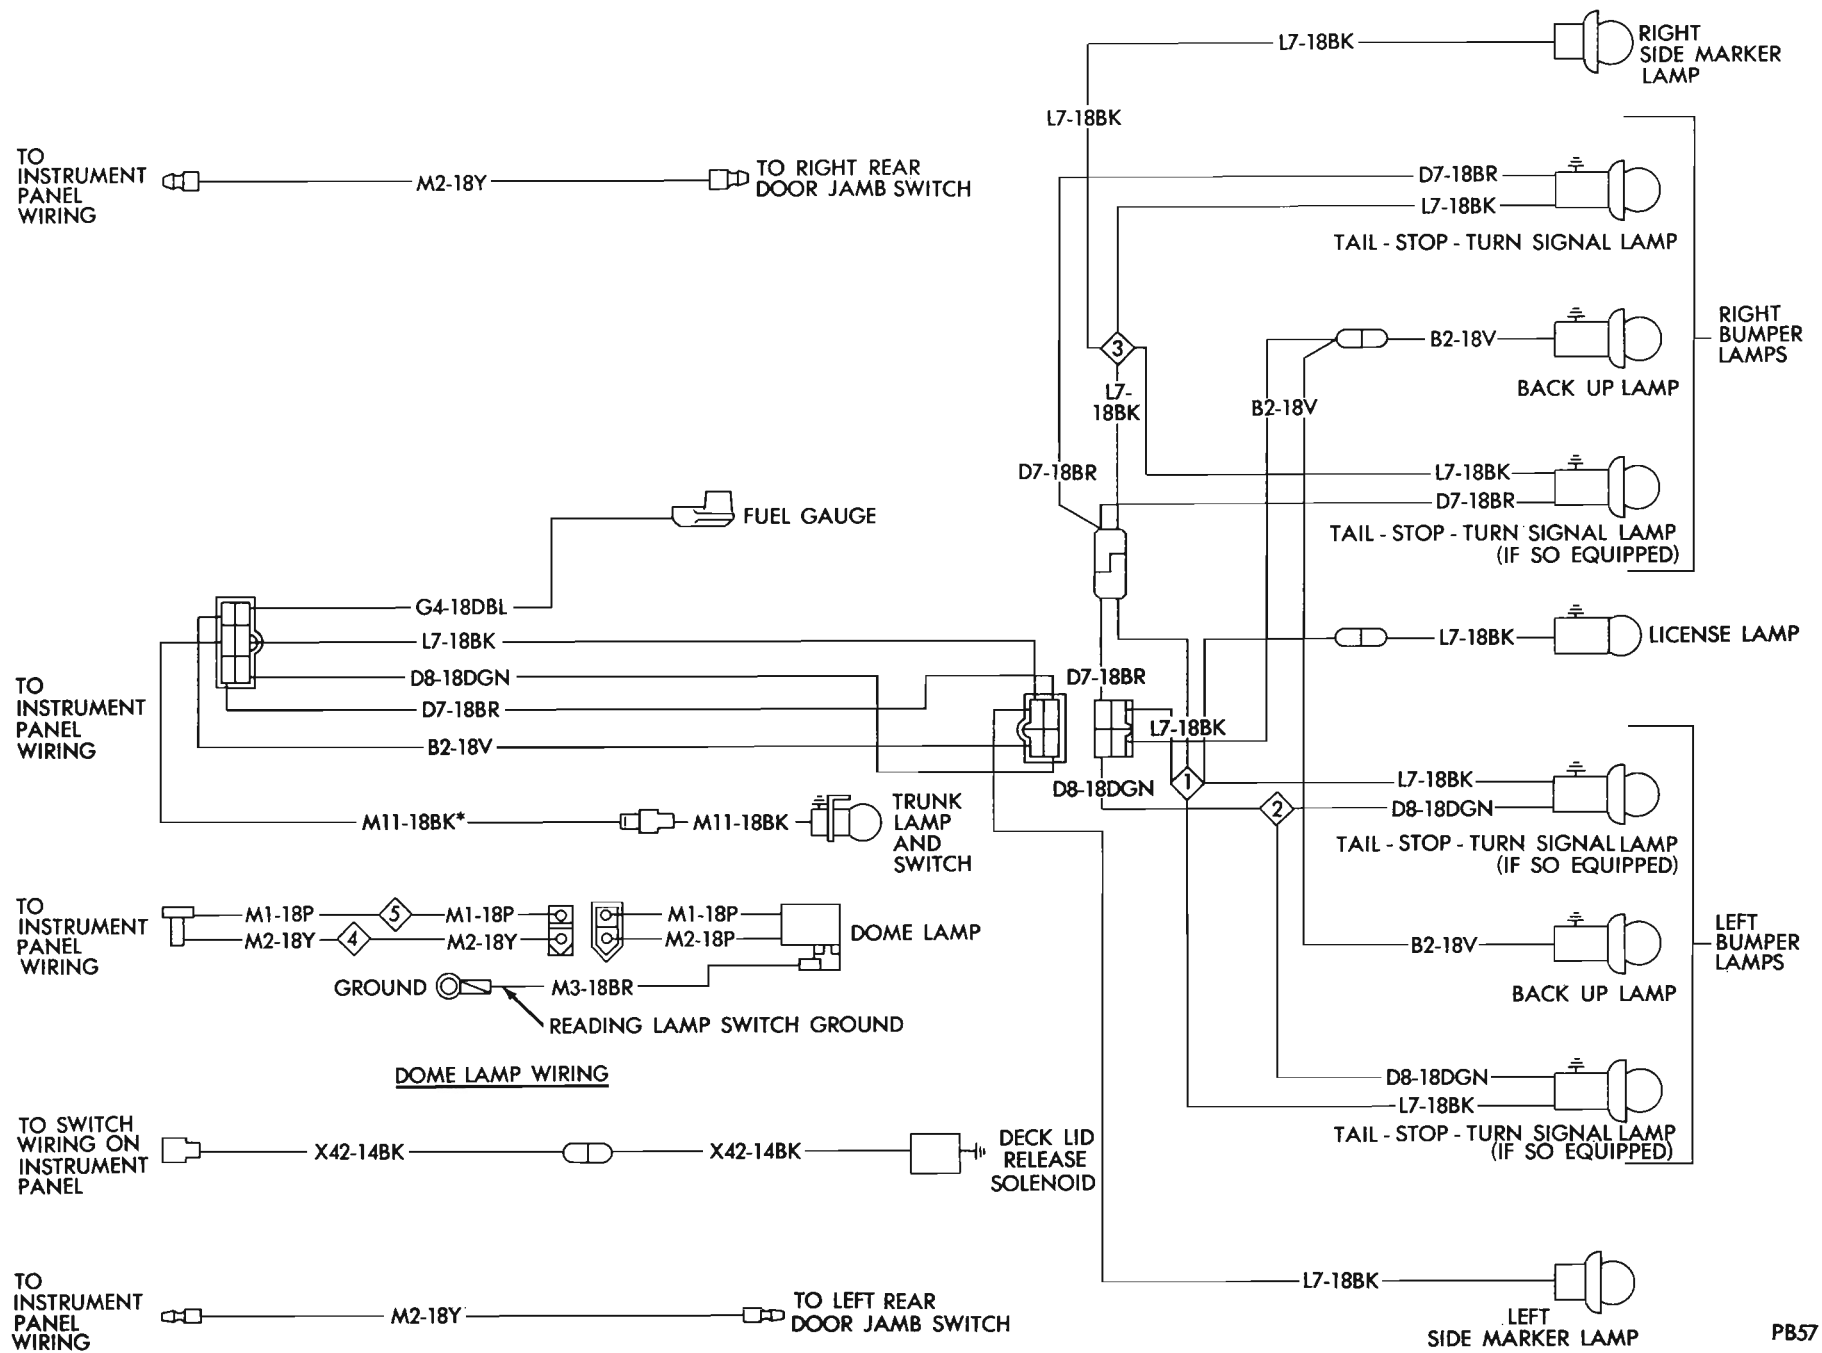 L7-18BK
RIGHT
SIDE MARKER
LAMP
L7-18BK
TO
INSTRUMENT
PANEL
WIRING
M2-18Y
TO RIGHT REAR
DOOR JAMB SWITCH
D7-18BR
L7-18BK
TAIL - STOP - TURN SIGNAL LAMP
RIGHT
BUMPER
LAMPS
3
B2-18V
BACK UP LAMP
L7-
18BK
B2-18V
D7-18BR
L7-18BK
D7-18BR
TAIL - STOP - TURN SIGNAL LAMP
(IF SO EQUIPPED)
FUEL GAUGE
G4-18DBL
L7-18BK
D8-18DGN
D7-18BR
B2-18V
TO
INSTRUMENT
PANEL
WIRING
L7-18BK
LICENSE LAMP
D7-18BR
L7-18BK
D8-18DGN
1
2
L7-18BK
D8-18DGN
TAIL - STOP - TURN SIGNAL LAMP
(IF SO EQUIPPED)
M11-18BK*
M11-18BK
TRUNK
LAMP
AND
SWITCH
TO
INSTRUMENT
PANEL
WIRING
M1-18P
5
M1-18P
M1-18P
M2-18Y
4
M2-18Y
M2-18P
DOME LAMP
GROUND
M3-18BR
READING LAMP SWITCH GROUND
DOME LAMP WIRING
B2-18V
BACK UP LAMP
LEFT
BUMPER
LAMPS
D8-18DGN
L7-18BK
TAIL - STOP - TURN SIGNAL LAMP
(IF SO EQUIPPED)
TO SWITCH
WIRING ON
INSTRUMENT
PANEL
X42-14BK
X42-14BK
DECK LID
RELEASE
SOLENOID
L7-18BK
LEFT
SIDE MARKER LAMP
TO
INSTRUMENT
PANEL
WIRING
M2-18Y
TO LEFT REAR
DOOR JAMB SWITCH
PB57